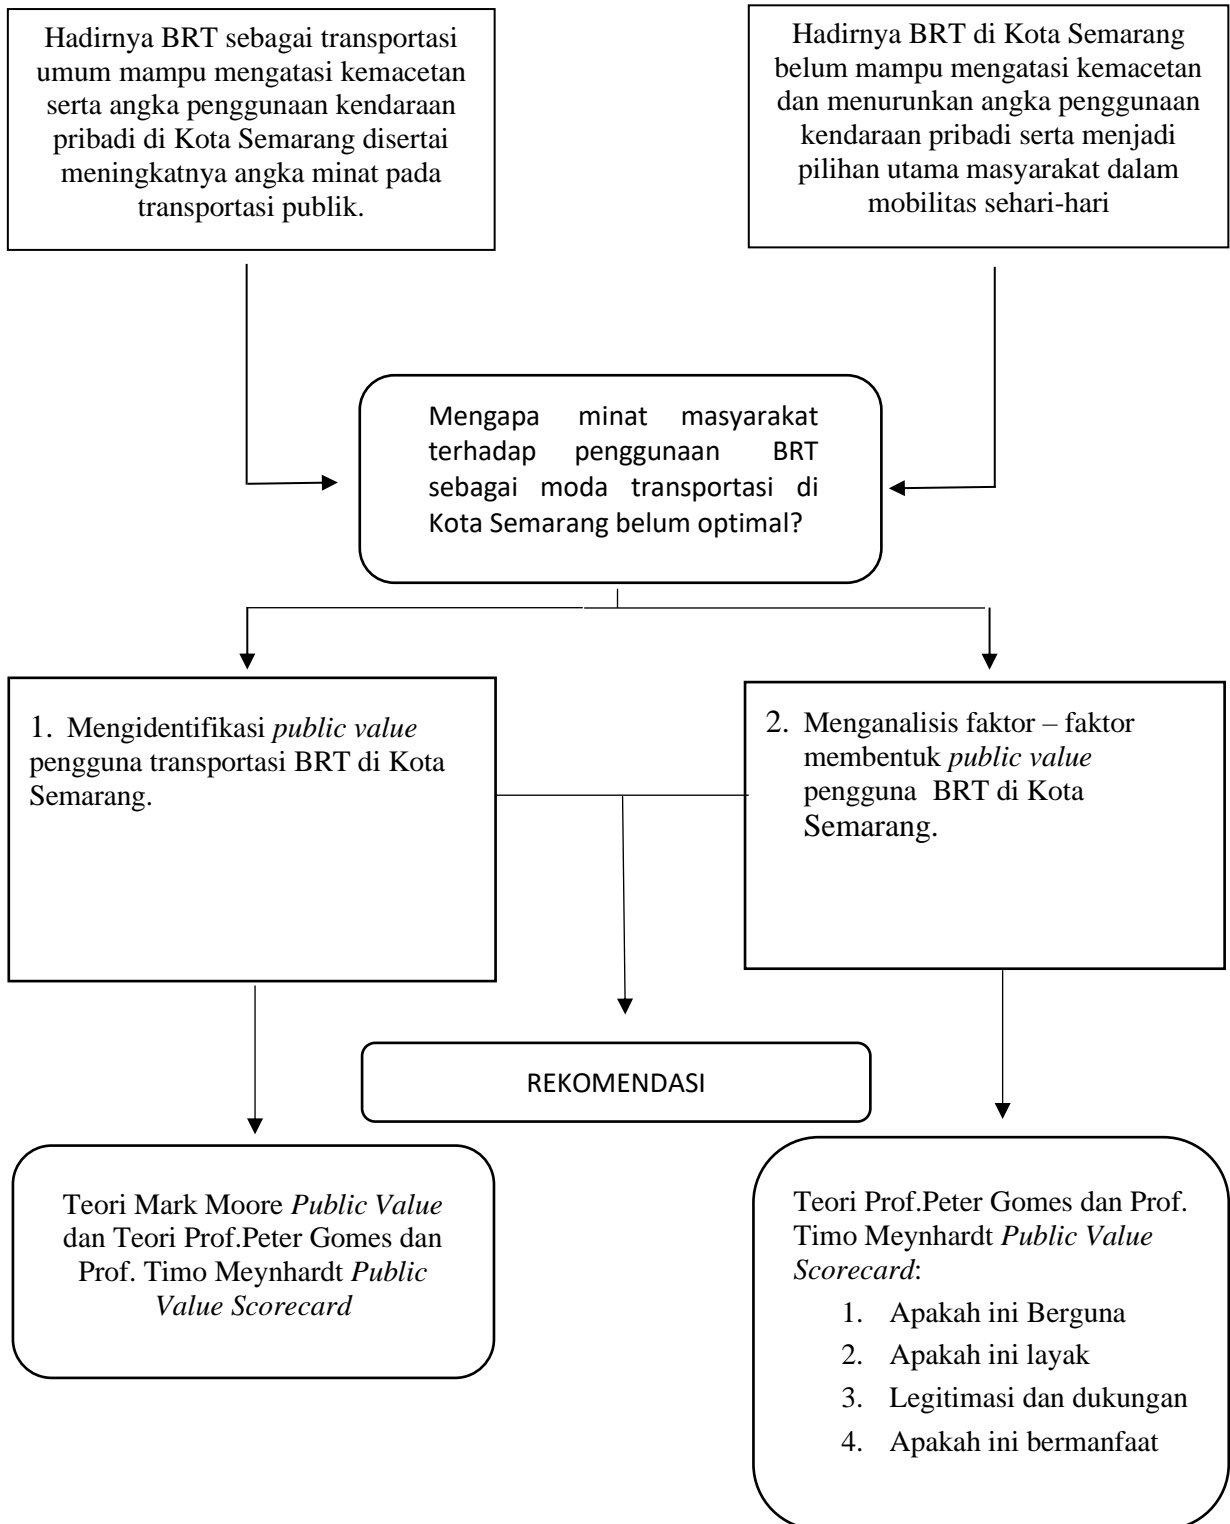 Hadirnya BRT sebagai transportasi
umum mampu mengatasi kemacetan
serta angka penggunaan kendaraan
pribadi di Kota Semarang disertai
meningkatnya angka minat pada
transportasi publik.
Hadirnya BRT di Kota Semarang
belum mampu mengatasi kemacetan
dan menurunkan angka penggunaan
kendaraan pribadi serta menjadi
pilihan utama masyarakat dalam
mobilitas sehari-hari
Mengapa minat masyarakat
terhadap penggunaan BRT
sebagai moda transportasi di
Kota Semarang belum optimal?
1. Mengidentifikasi public value
pengguna transportasi BRT di Kota
Semarang.
2. Menganalisis faktor – faktor
membentuk public value
pengguna BRT di Kota
Semarang.
REKOMENDASI
Teori Mark Moore Public Value
dan Teori Prof.Peter Gomes dan
Prof. Timo Meynhardt Public
Value Scorecard
Teori Prof.Peter Gomes dan Prof.
Timo Meynhardt Public Value
Scorecard:
1. Apakah ini Berguna
2. Apakah ini layak
3. Legitimasi dan dukungan
4. Apakah ini bermanfaat